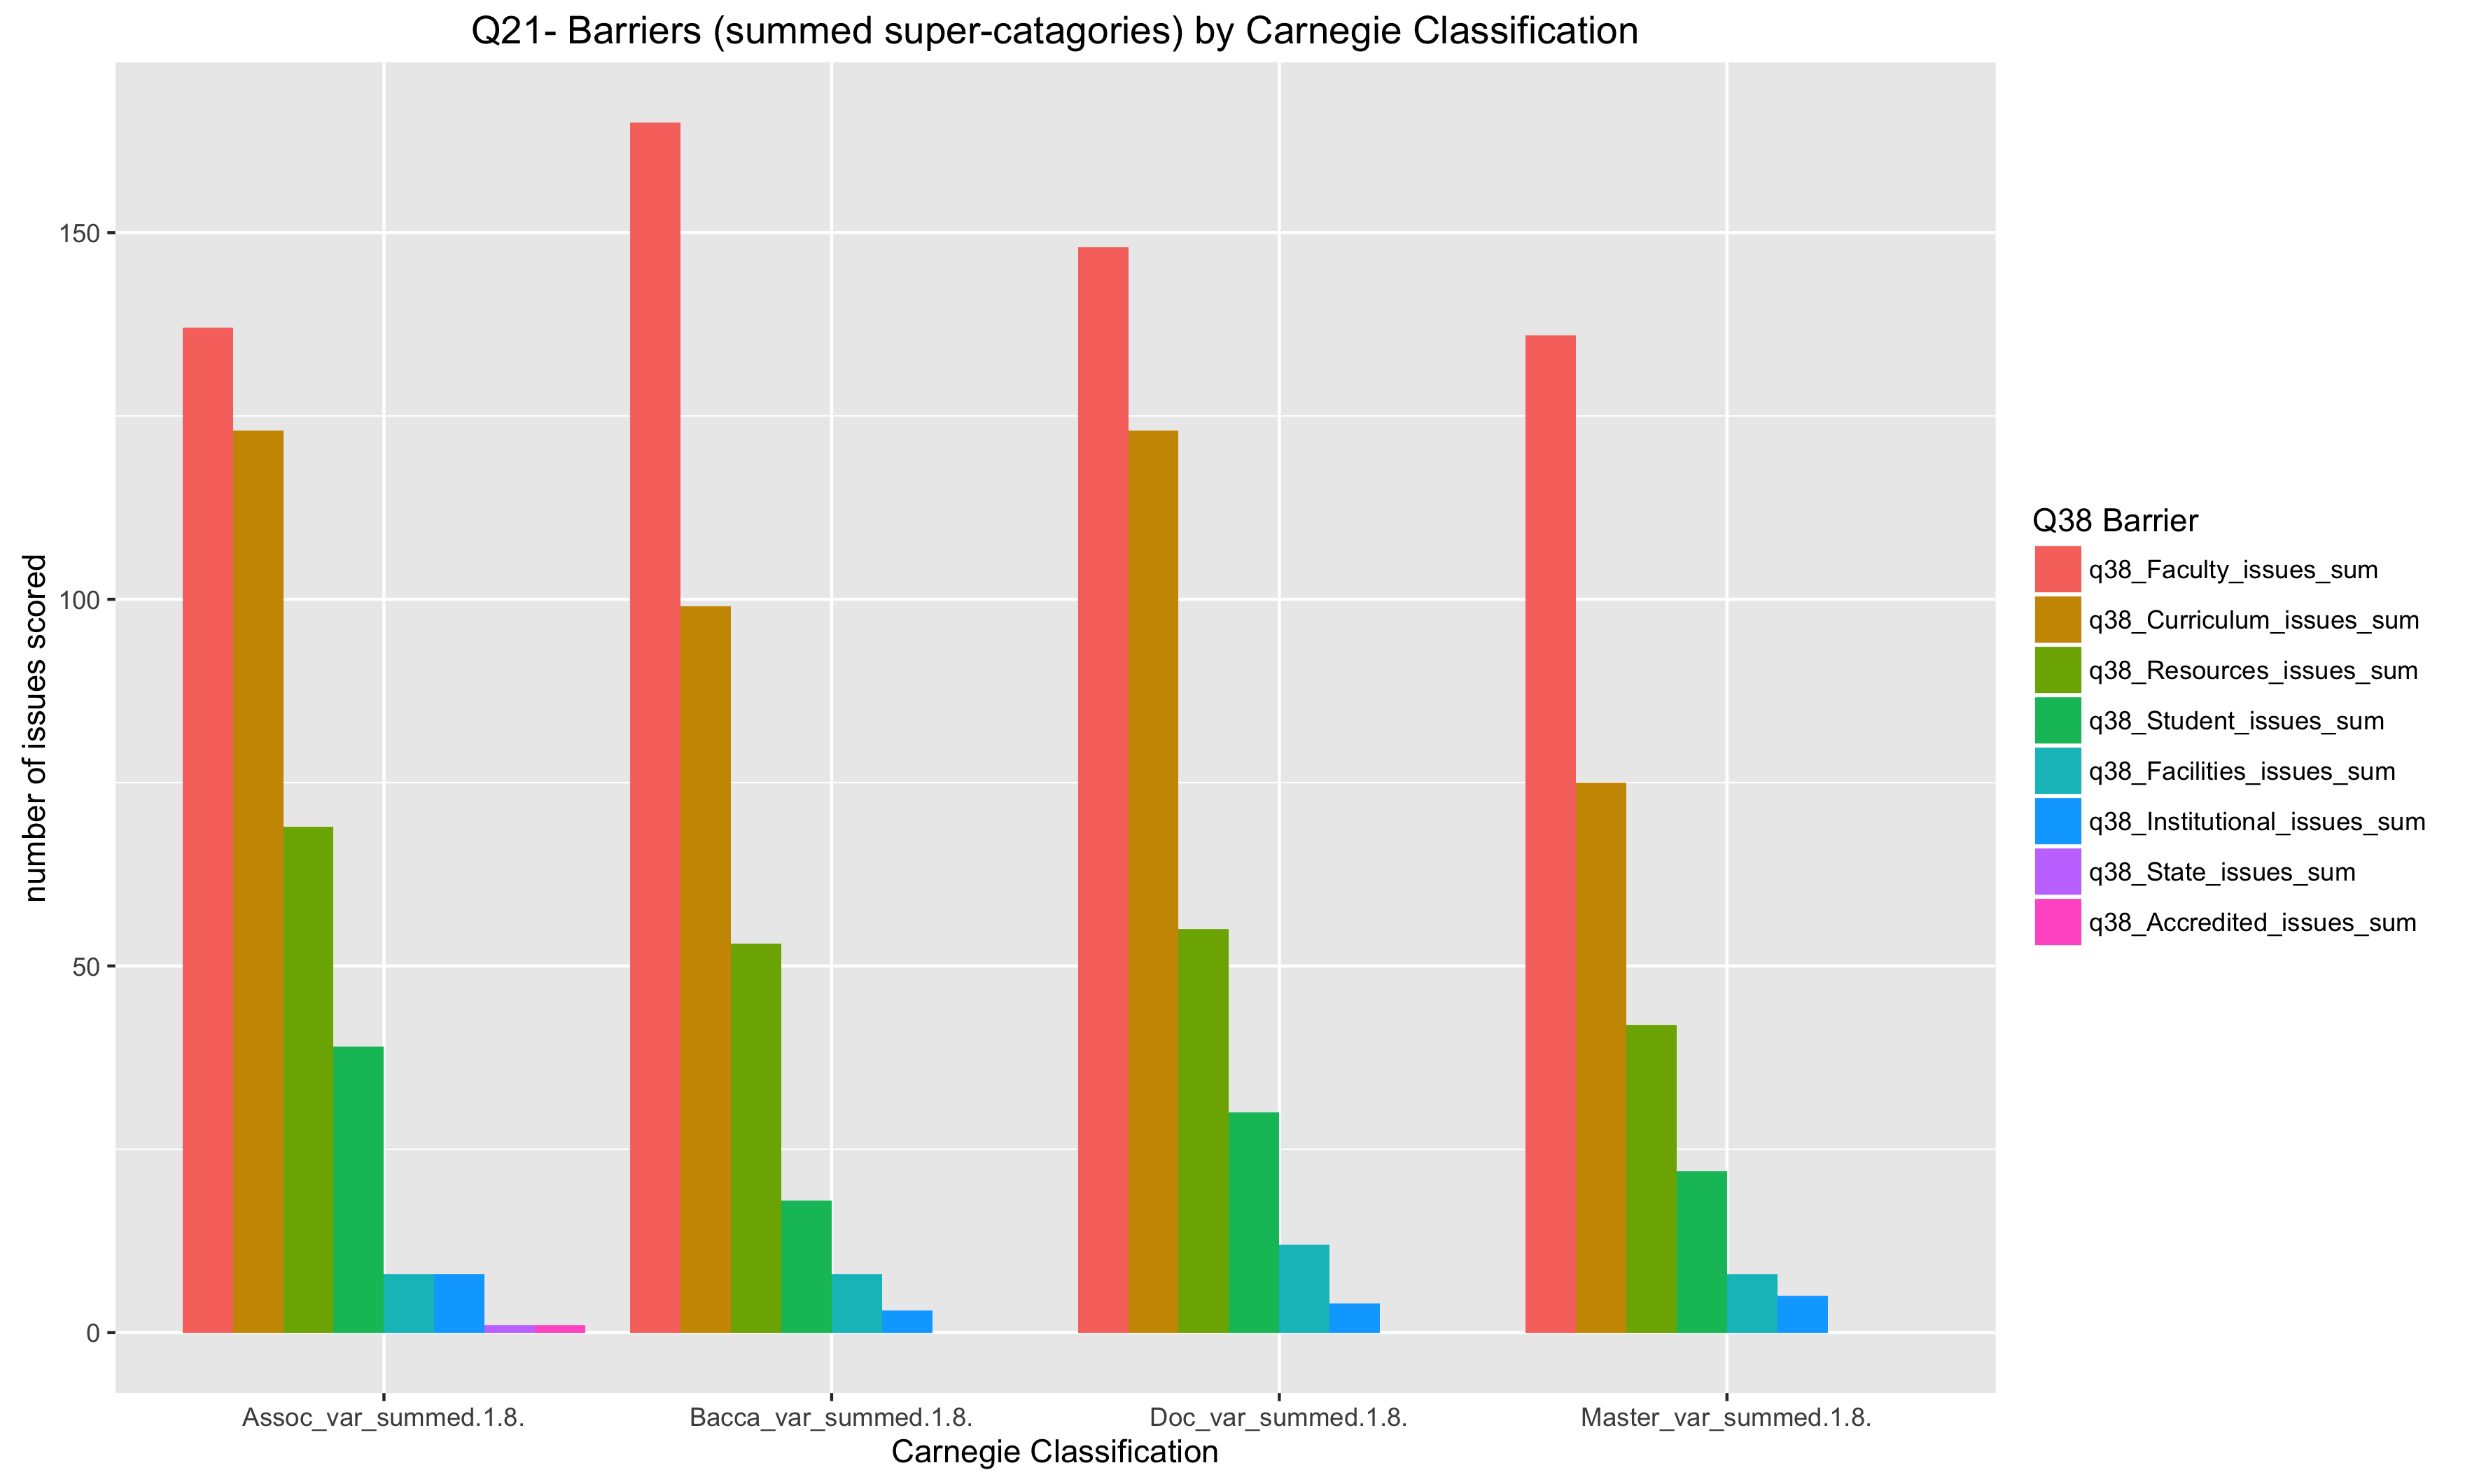 Q21- Barriers (summed super-catagories) by Carnegie Classification
number of issues scored
150
100
50
0
Assoc_var_summed.1.8.
Bacca_var_summed.1.8.
Doc_var_summed.1.8.
Master_var_summed.1.8.
Carnegie Classification
Q38 Barrier
q38_Faculty_issues_sum
q38_Curriculum_issues_sum
q38_Resources_issues_sum
q38_Student_issues_sum
q38_Facilities_issues_sum
q38_Institutional_issues_sum
q38_State_issues_sum
q38_Accredited_issues_sum